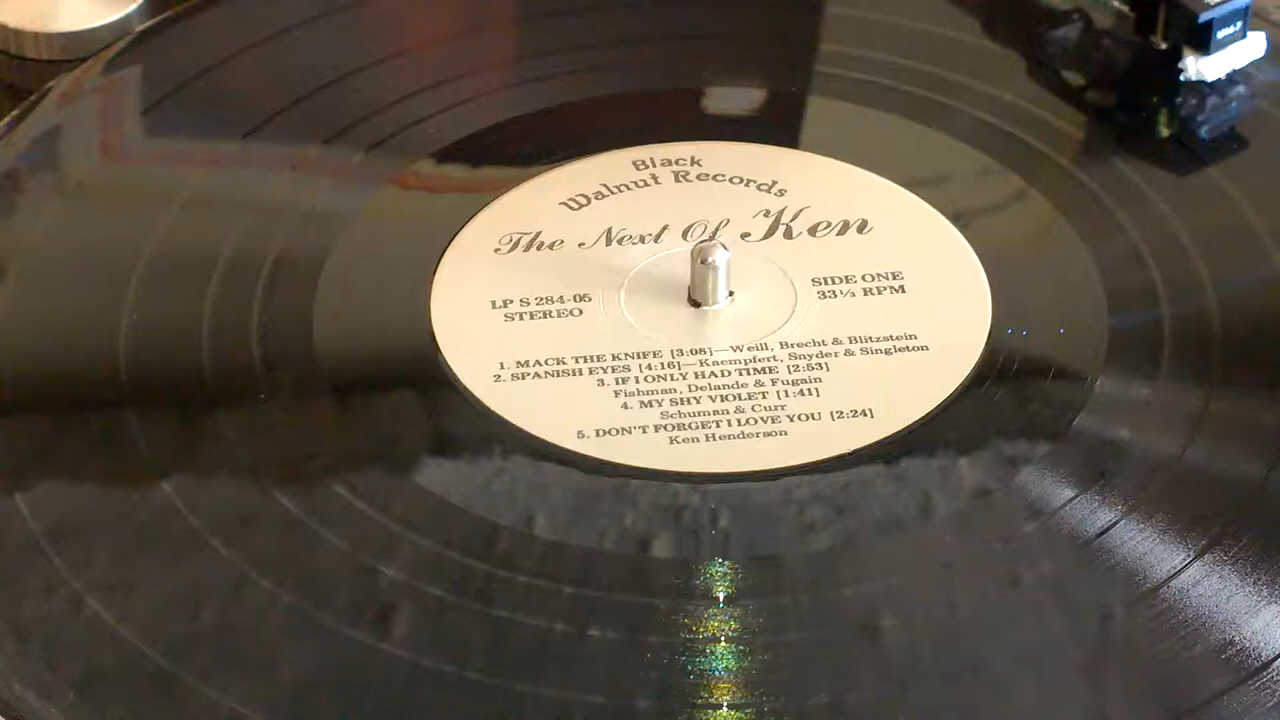 Black
Walnut Records
The Next Of Ken
LP S 284-05
STEREO
SIDE ONE
33⅓ RPM
1. MACK THE KNIFE [3:08]—Weill, Brecht & Blitzstein
2. SPANISH EYES [4:16]—Kaempfert, Snyder & Singleton
3. IF I ONLY HAD TIME [2:53]
Fishman, Delande & Fugain
4. MY SHY VIOLET [1:41]
Schuman & Curr
5. DON'T FORGET I LOVE YOU [2:24]
Ken Henderson